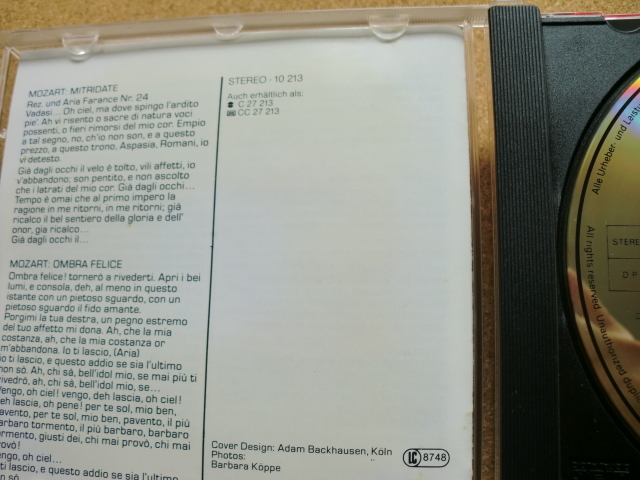 MOZART: MITRIDATE
Rez. und Aria Farance Nr. 24
Vadasi... Oh ciel, ma dove spingo l'ardito
pie'. Ah vi risento o sacre di natura voci
possenti, o fieri rimorsi del mio cor. Empio
a tal segno, no, ch'io non son, e a questo
prezzo, a questo trono, Aspasia, Romani, io
vi detesto.
Già dagli occhi il velo è tolto, vili affetti, io
v'abbandono; son pentito, e non ascolto
che i latrati del mio cor. Già dagli occhi...
Tempo è omai che al primo impero la
ragione in me ritorni, in me ritorni; già
ricalco il bel sentiero della gloria e dell'
onor, gia ricalco...
Già dagli occhi il...
MOZART: OMBRA FELICE
Ombra felice! tornerò a rivederti. Apri i bei
lumi, e consola, deh, al meno in questo
istante con un pietoso sguardo, con un
pietoso sguardo il fido amante.
Porgimi la tua destra, un pegno estremo
del tuo affetto mi dona. Ah, che la mia
costanza, ah, che la mia costanza or
m'abbandona. Io ti lascio, (Aria)
io ti lascio, e questo addio se sia l'ultimo
non sò. Ah, chi sà, bell'idol mio, se mai più ti
rivedrò, ah, chi sà, bell'idol mio, se...
Vengo, oh ciel! vengo, deh lascia, oh ciel!
deh lascia, oh pene! per te sol, mio ben,
pavento, per te sol, mio ben, pavento, il più
barbaro tormento, il più barbaro, barbaro
tormento, giusti dei, chi mai provò, chi mai
provò!
Vengo, oh ciel...
ti lascio, e questo addio se sia l'ultimo
non sò
STEREO - 10 213
Auch erhältlich als:
C 27 213
CC 27 213
Cover Design: Adam Backhausen, Köln
Photos:
Barbara Köppe
LC 8748
Alle Urheber- und Leist
STERE
All rights reserved. Unauthorized dupli